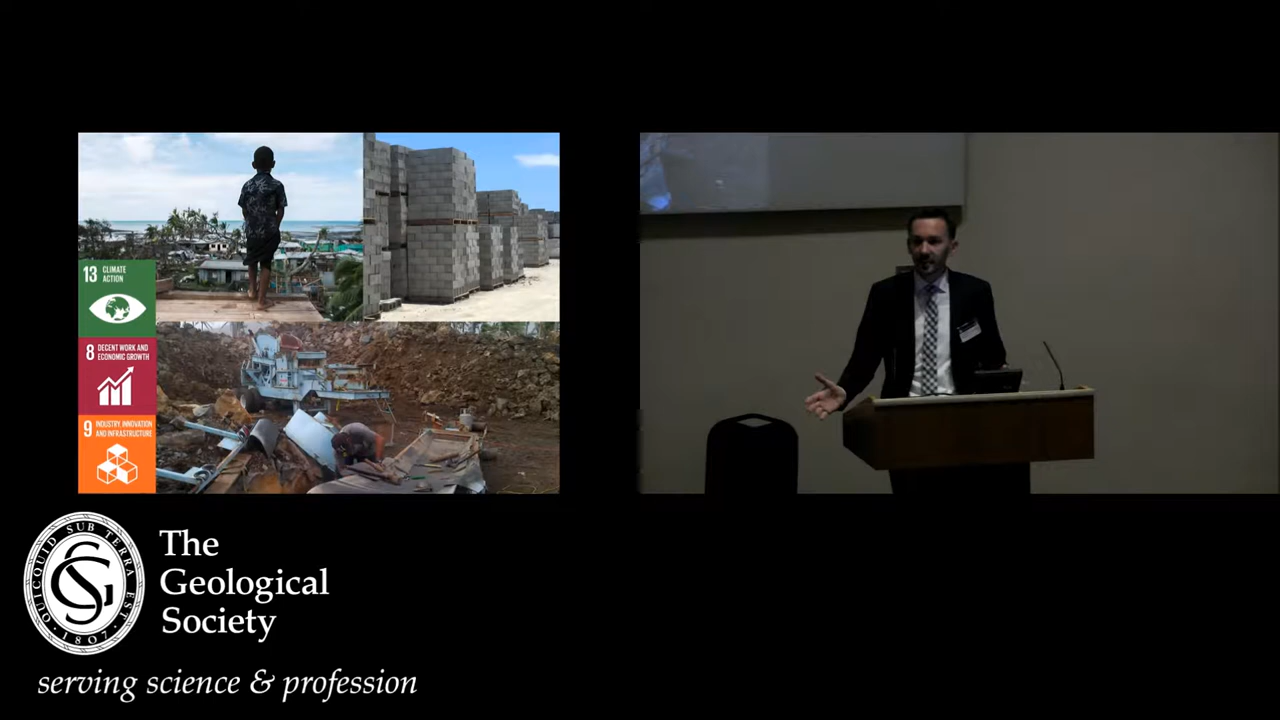 13 CLIMATE
ACTION
8 DECENT WORK AND
ECONOMIC GROWTH
9 INDUSTRY, INNOVATION
AND INFRASTRUCTURE
QUICQUID SUB TERRA EST
· 1807 ·
The
Geological
Society
serving science & profession